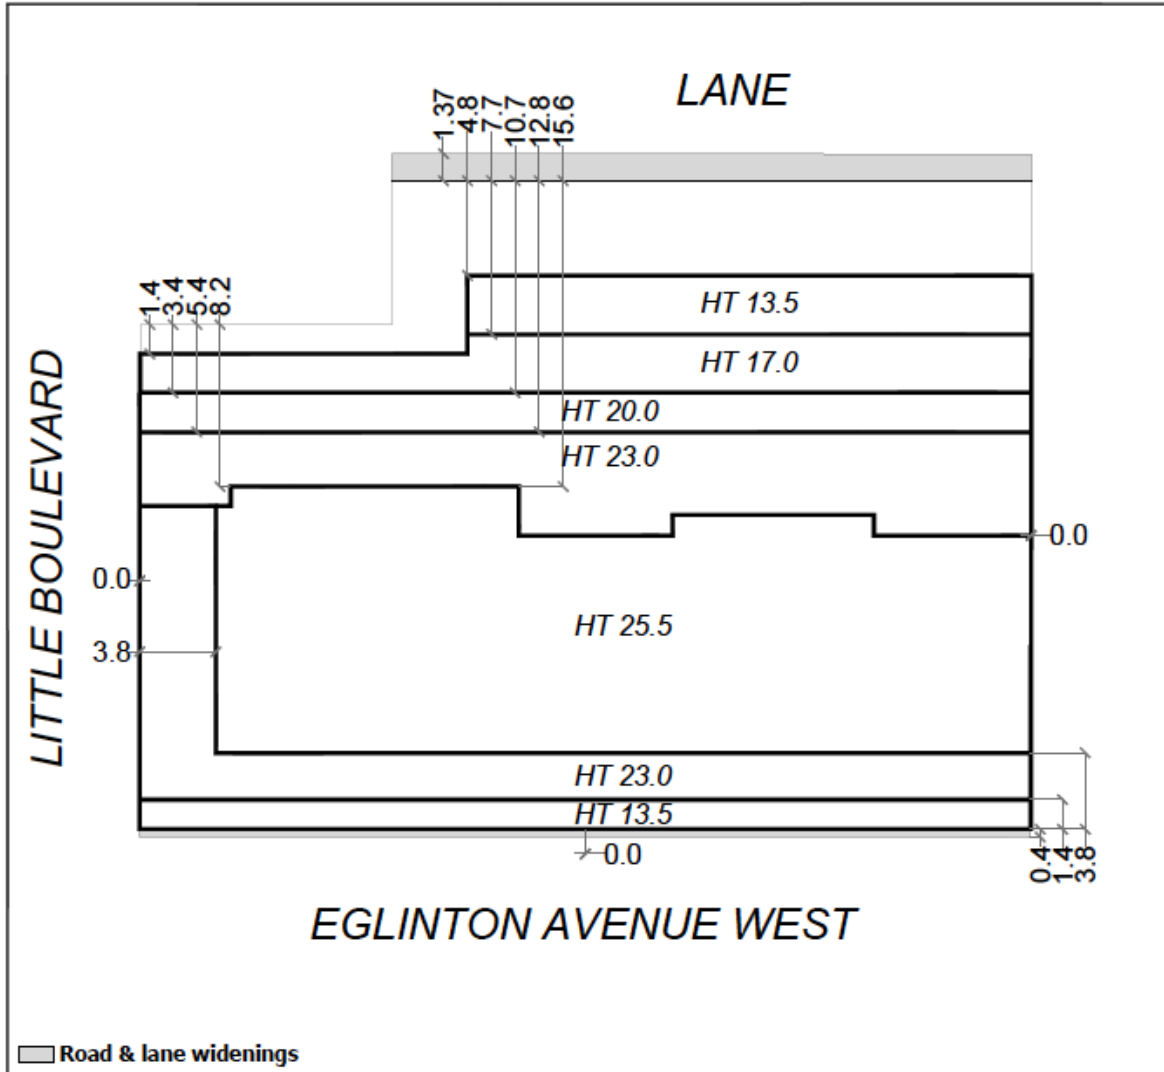 LANE
1.37
4.8
7.7
10.7
12.8
15.6
1.4
3.4
5.4
8.2
HT 13.5
HT 17.0
HT 20.0
HT 23.0
LITTLE BOULEVARD
0.0
0.0
3.8
HT 25.5
HT 23.0
HT 13.5
0.0
0.4
1.4
3.8
EGLINTON AVENUE WEST
Road & lane widenings